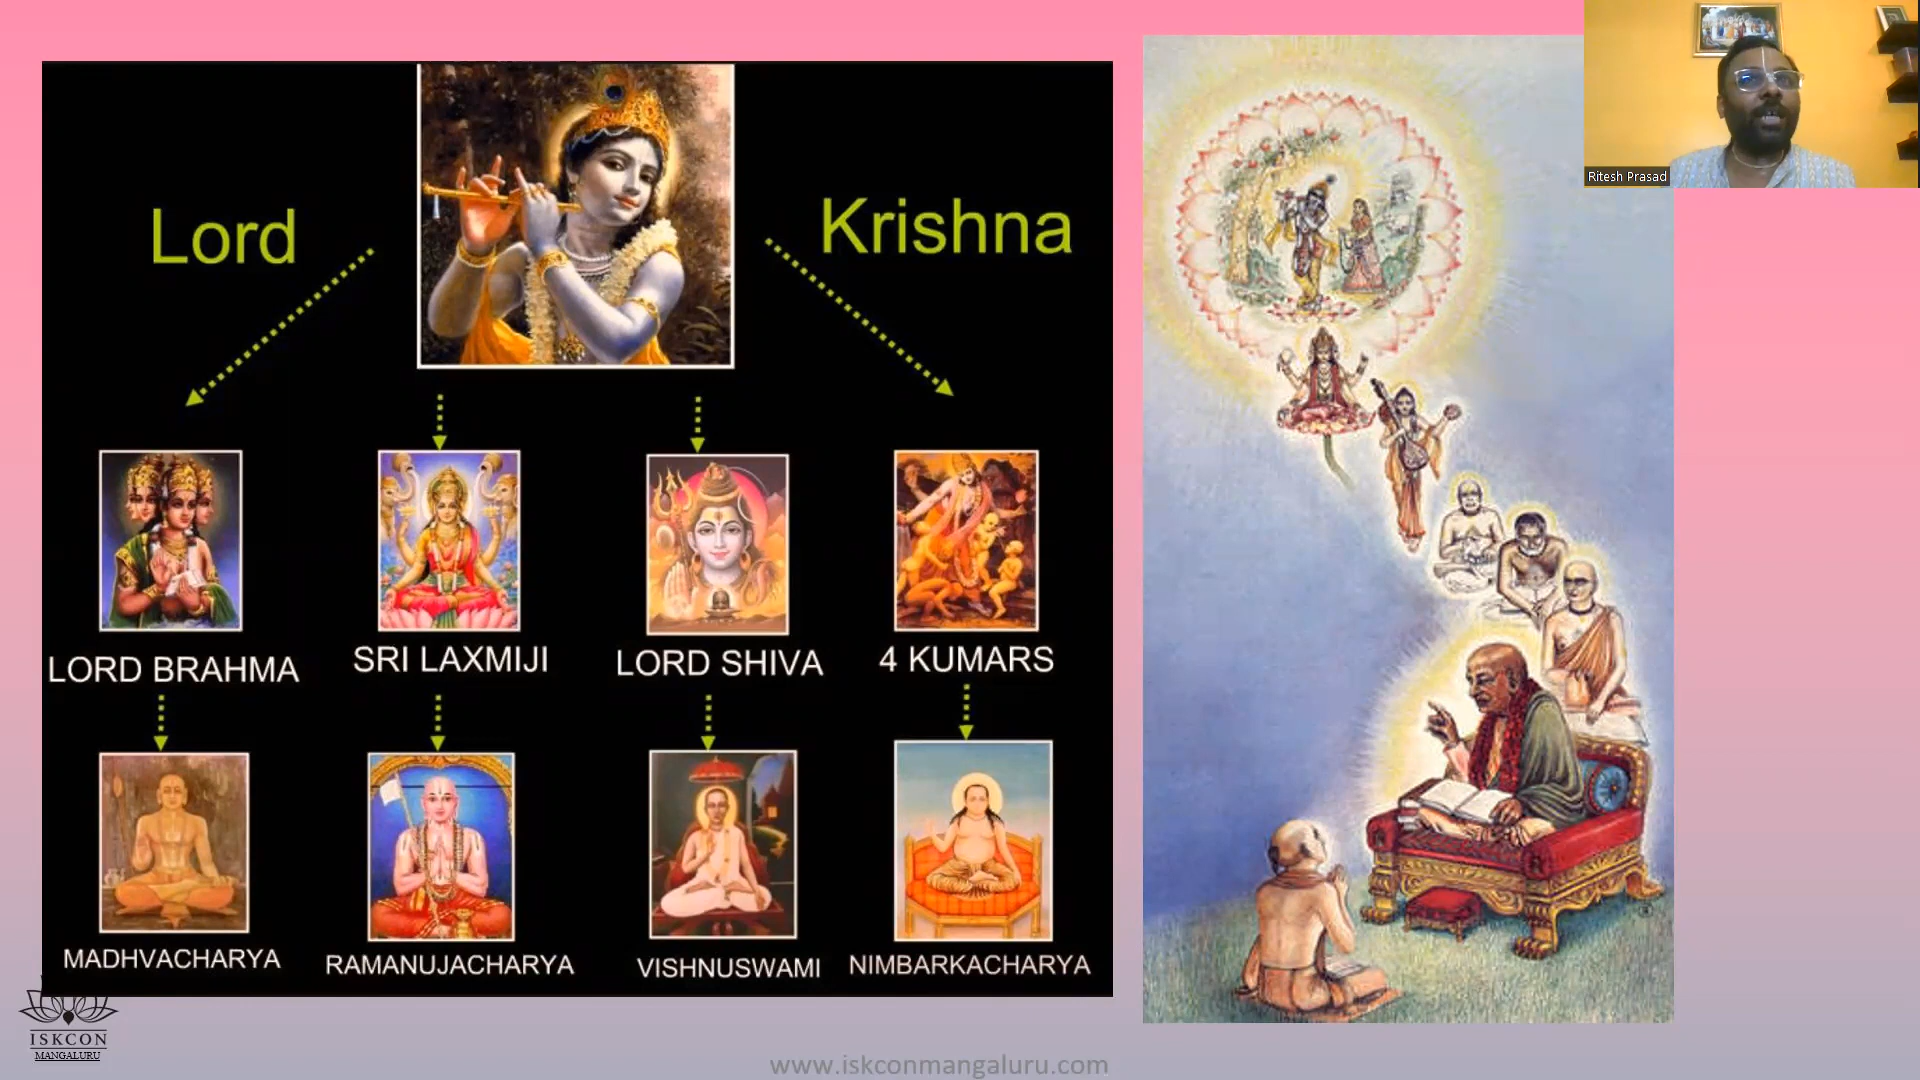 Lord
Krishna
LORD BRAHMA
SRI LAXMIJI
LORD SHIVA
4 KUMARS
MADHVACHARYA
RAMANUJACHARYA
VISHNUSWAMI
NIMBARKACHARYA
Ritesh Prasad
ISKCON
MANGALURU
www.iskconmangaluru.com